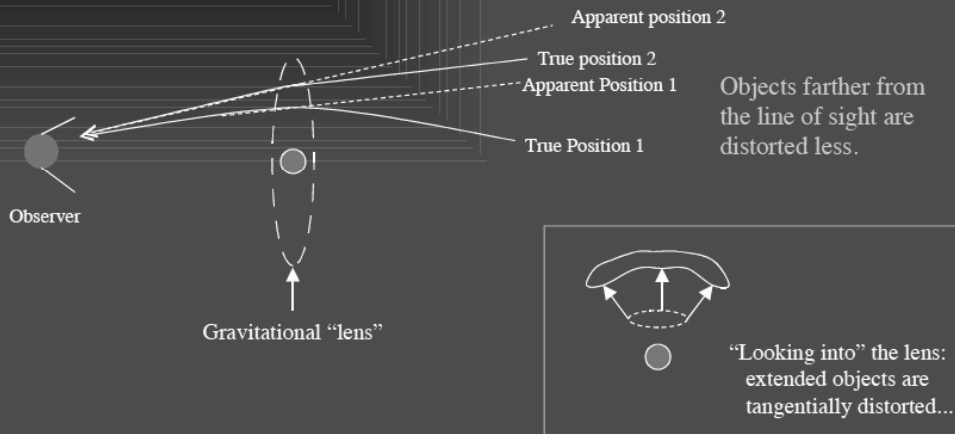 Apparent position 2
True position 2
Apparent Position 1
True Position 1
Objects farther from
the line of sight are
distorted less.
Observer
Gravitational “lens”
“Looking into” the lens:
extended objects are
tangentially distorted...